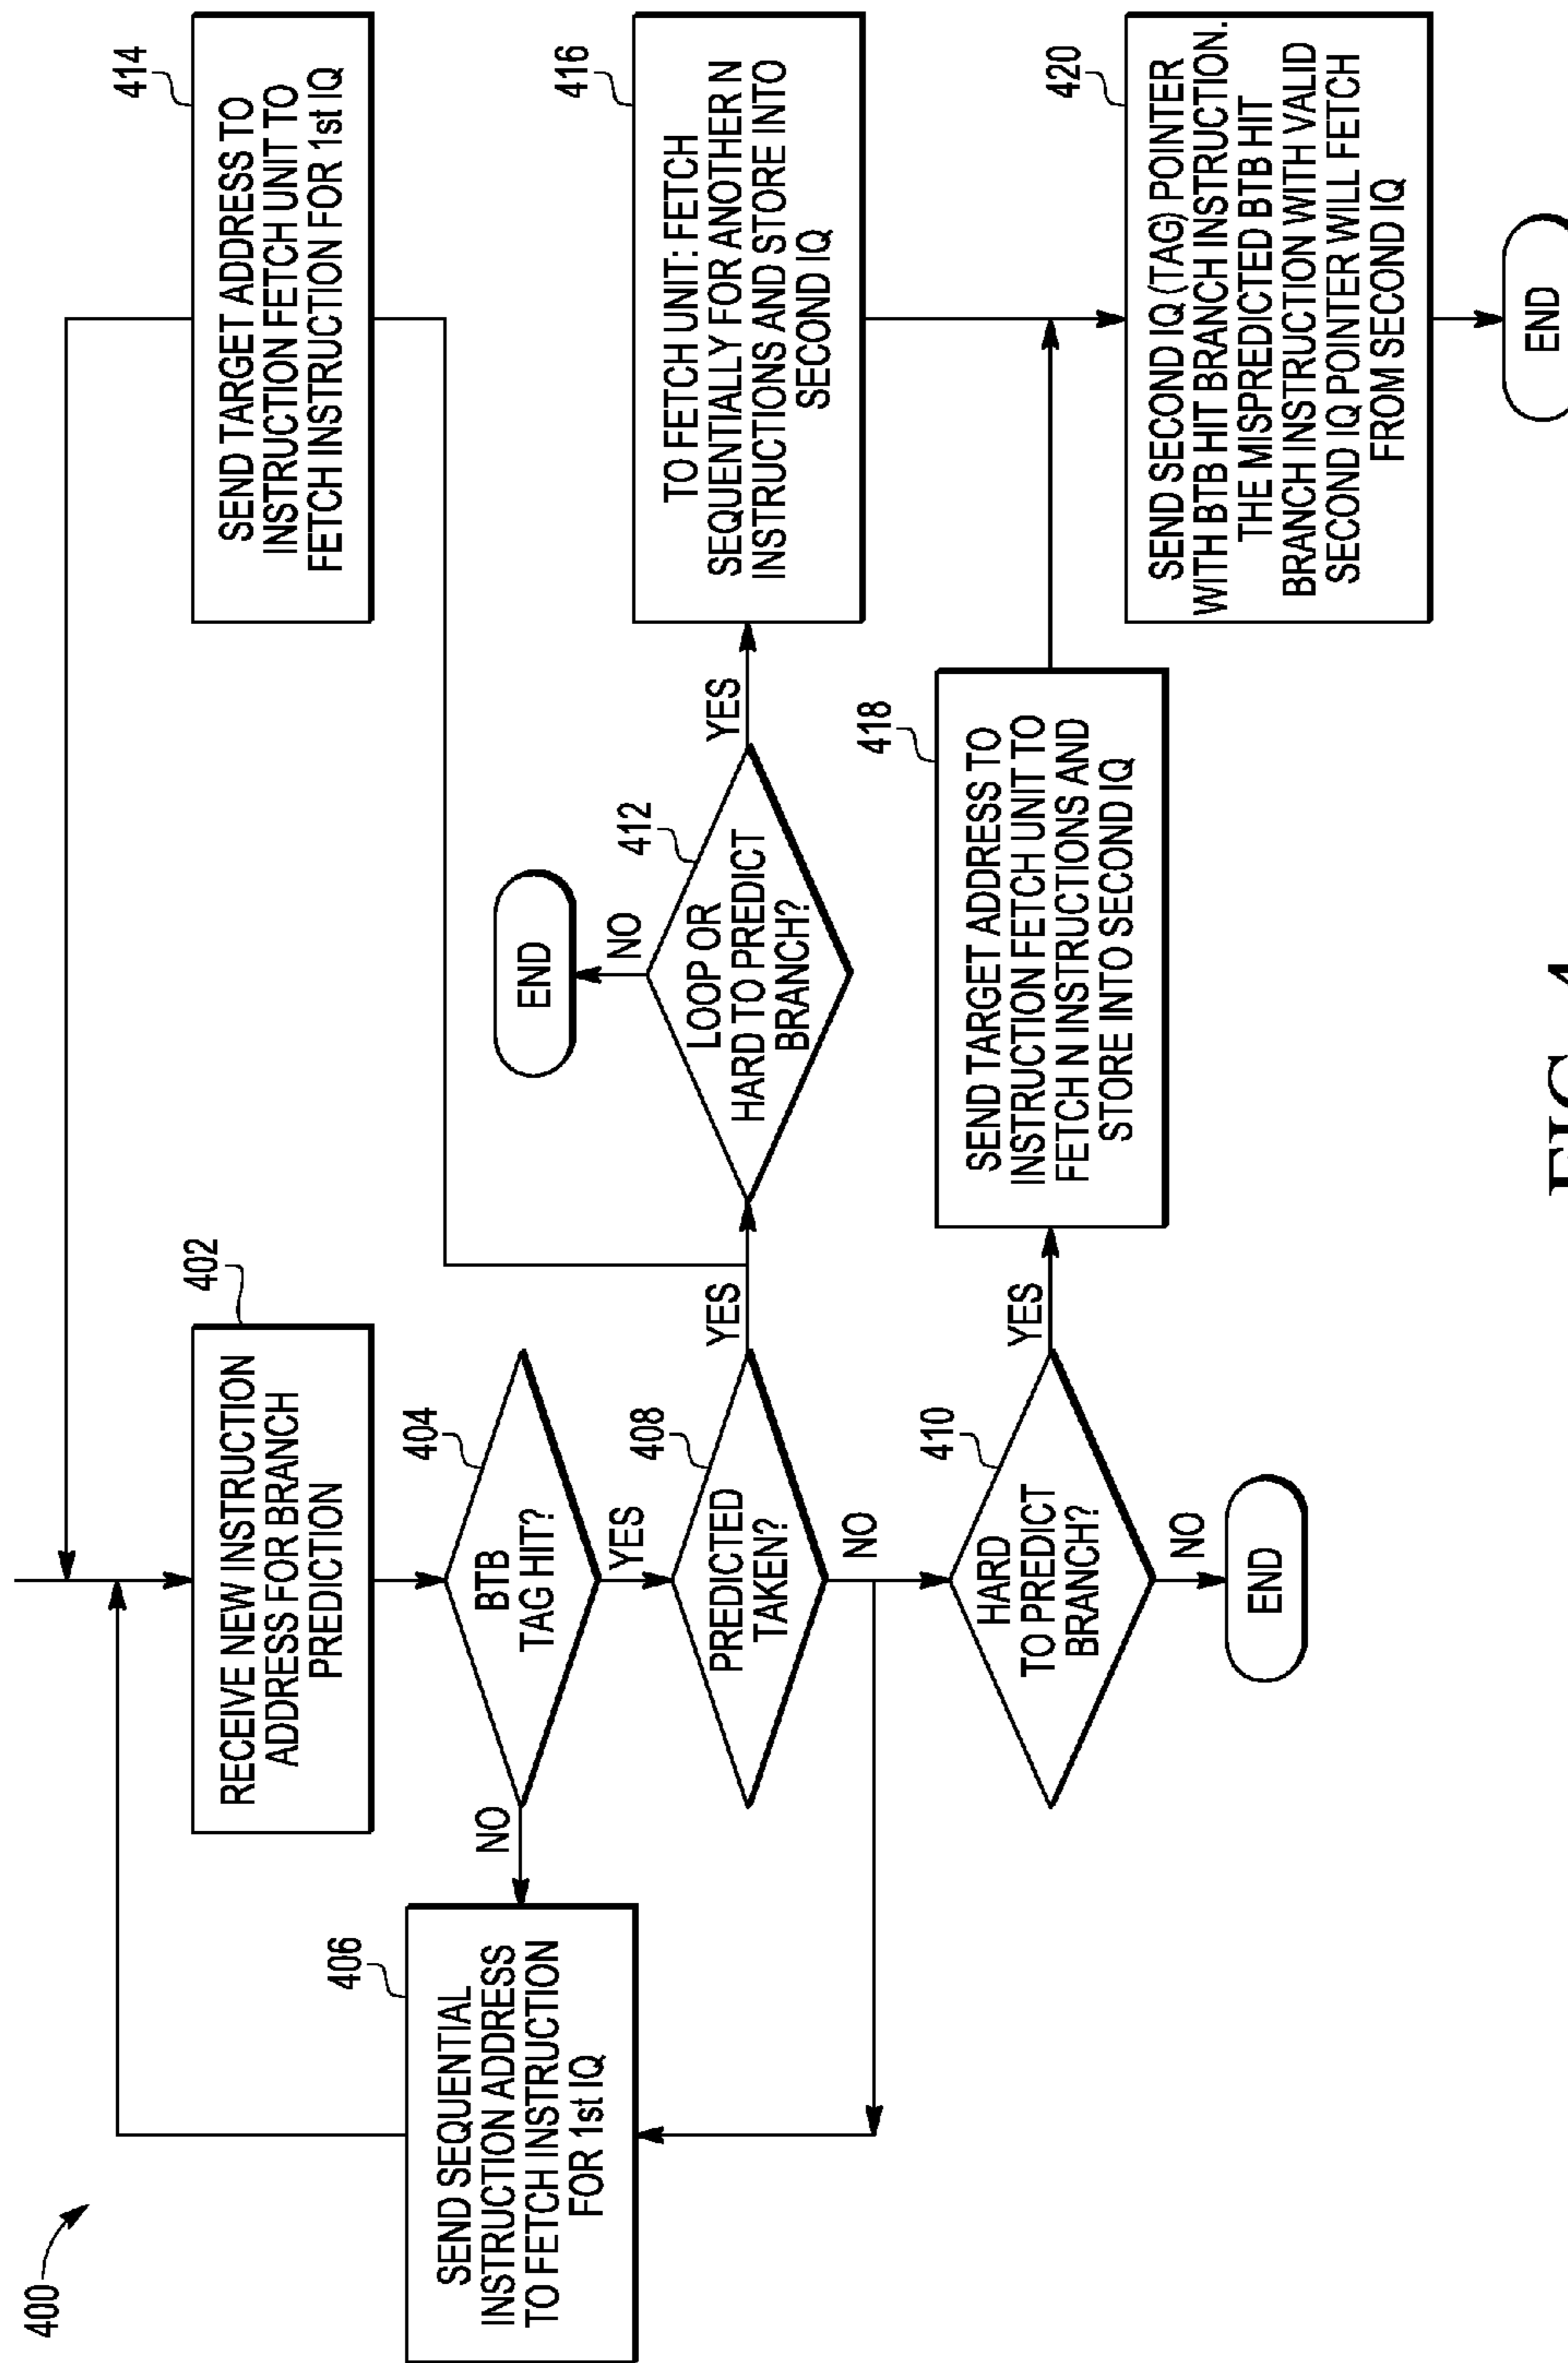 400
402
RECEIVE NEW INSTRUCTION
ADDRESS FOR BRANCH
PREDICTION
404
BTB
TAG HIT?
NO
YES
406
SEND SEQUENTIAL
INSTRUCTION ADDRESS
TO FETCH INSTRUCTION
FOR 1st IQ
408
PREDICTED
TAKEN?
YES
NO
410
HARD
TO PREDICT
BRANCH?
YES
NO
END
412
LOOP OR
HARD TO PREDICT
BRANCH?
NO
END
YES
414
SEND TARGET ADDRESS TO
INSTRUCTION FETCH UNIT TO
FETCH INSTRUCTION FOR 1st IQ
416
TO FETCH UNIT: FETCH
SEQUENTIALLY FOR ANOTHER N
INSTRUCTIONS AND STORE INTO
SECOND IQ
418
SEND TARGET ADDRESS TO
INSTRUCTION FETCH UNIT TO
FETCH N INSTRUCTIONS AND
STORE INTO SECOND IQ
420
SEND SECOND IQ (TAG) POINTER
WITH BTB HIT BRANCH INSTRUCTION.
THE MISPREDICTED BTB HIT
BRANCH INSTRUCTION WITH VALID
SECOND IQ POINTER WILL FETCH
FROM SECOND IQ
END